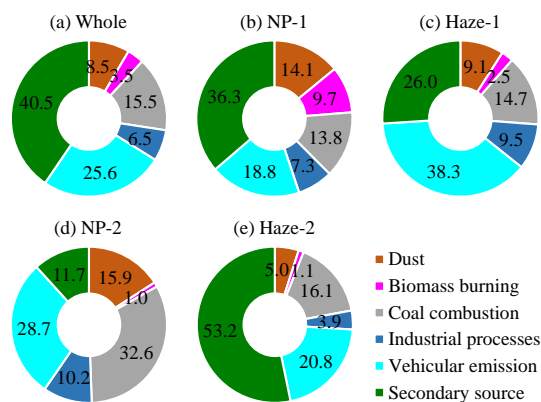 (a) Whole
8.5
3.5
15.5
6.5
25.6
40.5
(b) NP-1
14.1
9.7
13.8
7.3
18.8
36.3
(c) Haze-1
9.1
2.5
14.7
9.5
38.3
26.0
(d) NP-2
15.9
1.0
32.6
10.2
28.7
11.7
(e) Haze-2
5.0
1.1
16.1
3.9
20.8
53.2
Dust
Biomass burning
Coal combustion
Industrial processes
Vehicular emission
Secondary source